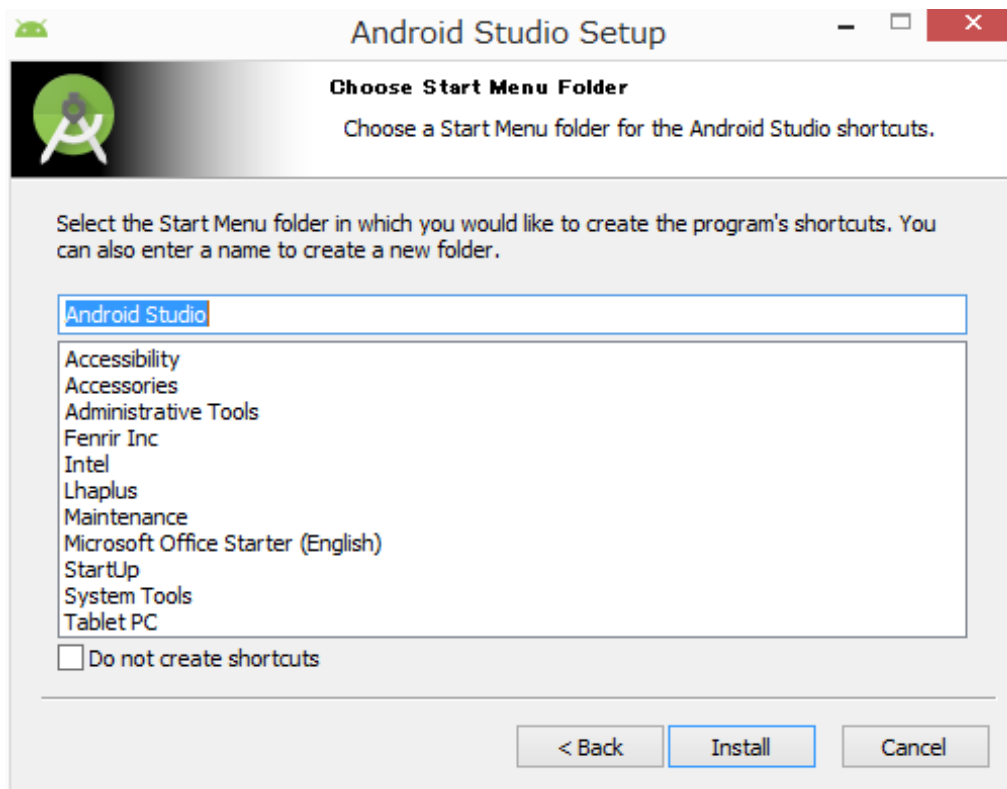 Android Studio Setup
Choose Start Menu Folder
Choose a Start Menu folder for the Android Studio shortcuts.
Select the Start Menu folder in which you would like to create the program's shortcuts. You
can also enter a name to create a new folder.
Android Studio
Accessibility
Accessories
Administrative Tools
Fenrir Inc
Intel
Lhaplus
Maintenance
Microsoft Office Starter (English)
StartUp
System Tools
Tablet PC
Do not create shortcuts
< Back
Install
Cancel